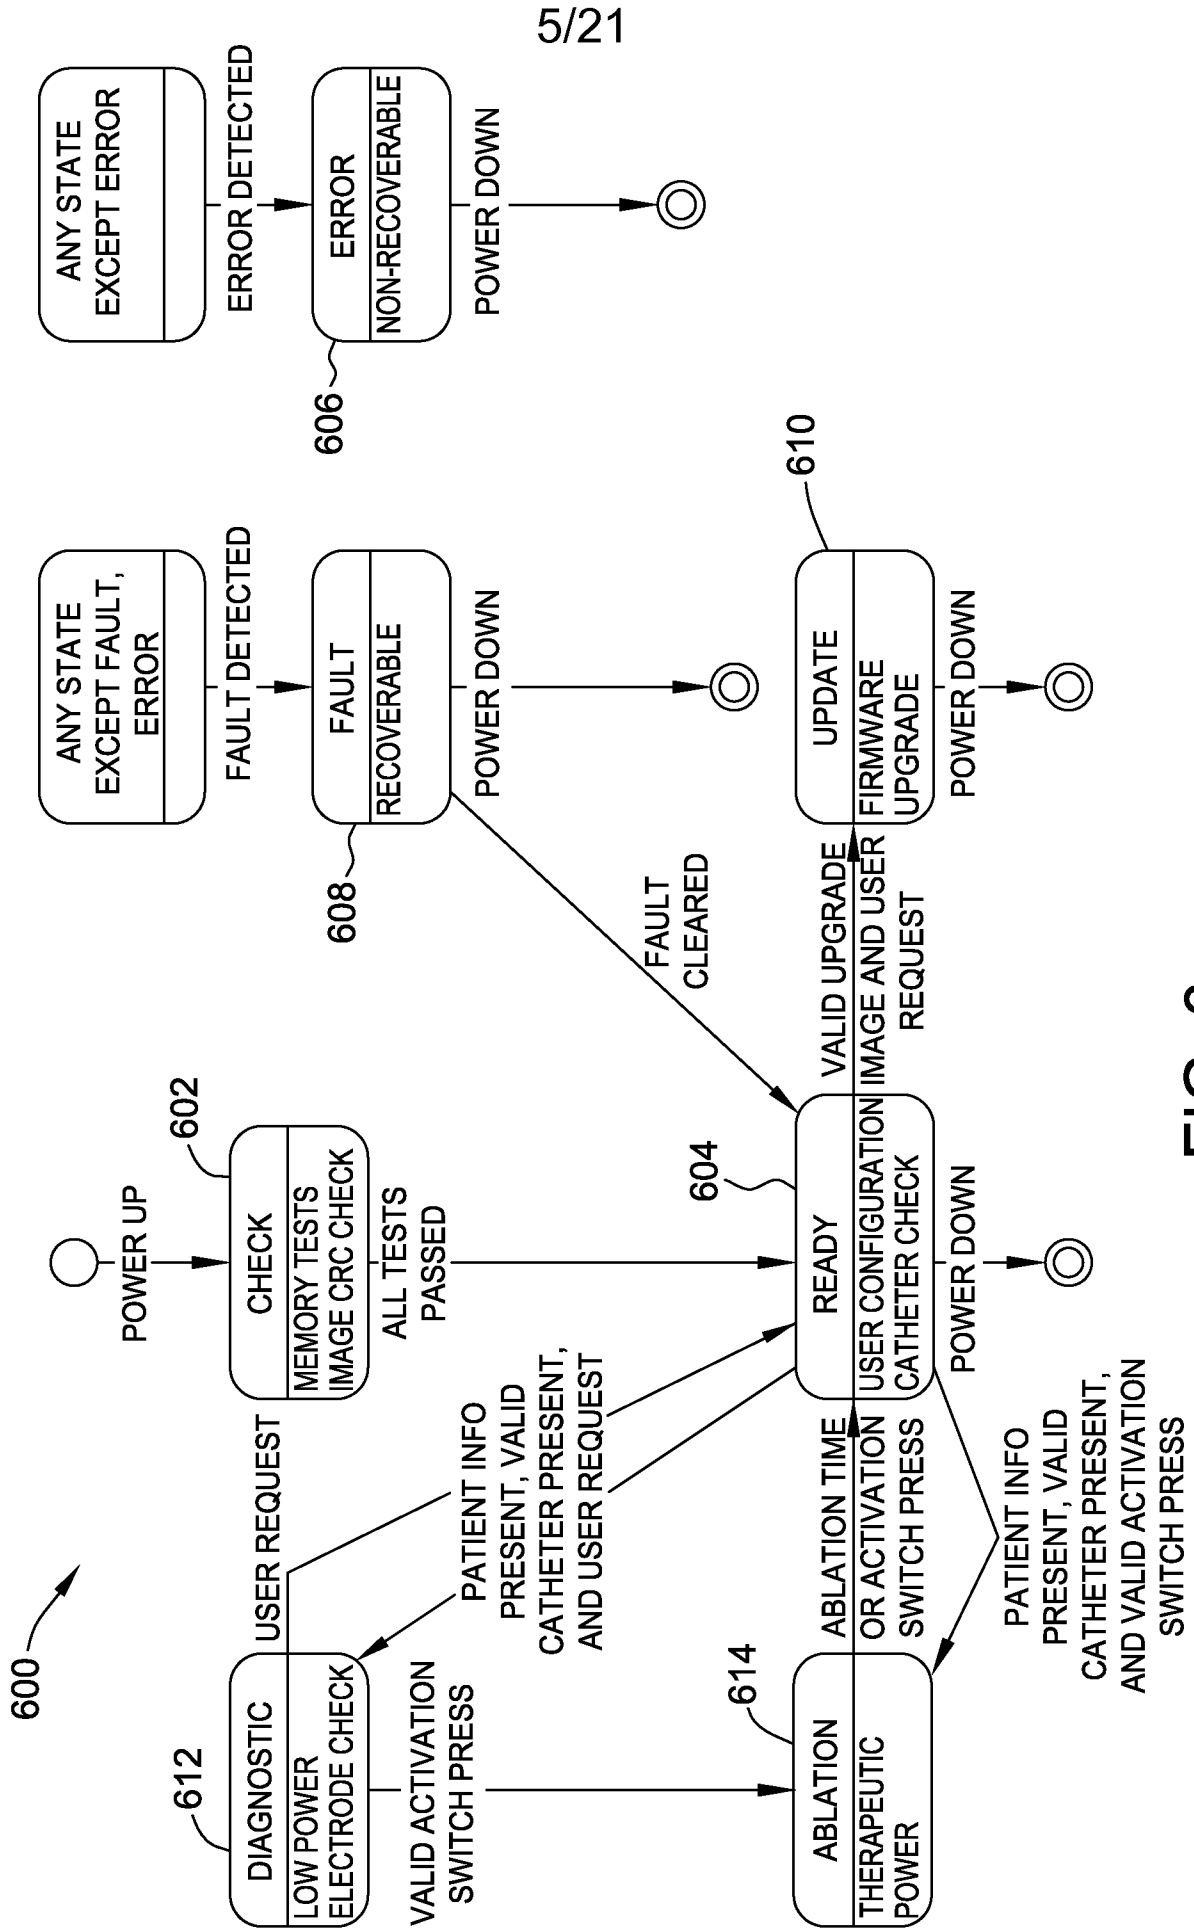 5/21
600
612
DIAGNOSTIC
LOW POWER
ELECTRODE CHECK
USER REQUEST
VALID ACTIVATION
SWITCH PRESS
PATIENT INFO
PRESENT, VALID
CATHETER PRESENT,
AND USER REQUEST
614
ABLATION
THERAPEUTIC
POWER
ABLATION TIME
OR ACTIVATION
SWITCH PRESS
PATIENT INFO
PRESENT, VALID
CATHETER PRESENT,
AND VALID ACTIVATION
SWITCH PRESS
POWER UP
602
CHECK
MEMORY TESTS
IMAGE CRC CHECK
ALL TESTS
PASSED
604
READY
USER CONFIGURATION
CATHETER CHECK
POWER DOWN
VALID UPGRADE
IMAGE AND USER
REQUEST
FAULT
CLEARED
ANY STATE
EXCEPT FAULT,
ERROR
FAULT DETECTED
608
FAULT
RECOVERABLE
POWER DOWN
610
UPDATE
FIRMWARE
UPGRADE
POWER DOWN
ANY STATE
EXCEPT ERROR
ERROR DETECTED
606
ERROR
NON-RECOVERABLE
POWER DOWN
FIG.